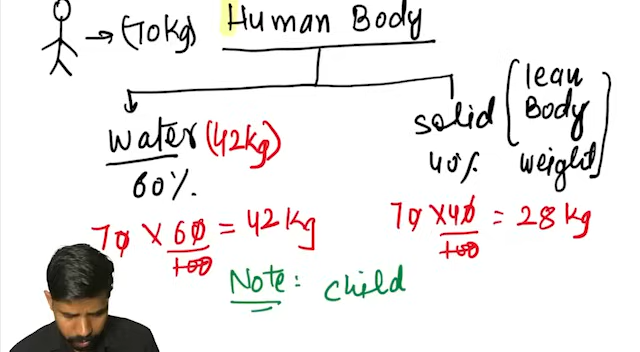 (70kg) Human Body
water (42kg)
60%
solid [lean Body weight]
40%
70 × 60/100 = 42 kg
70 × 40/100 = 28 kg
Note: child